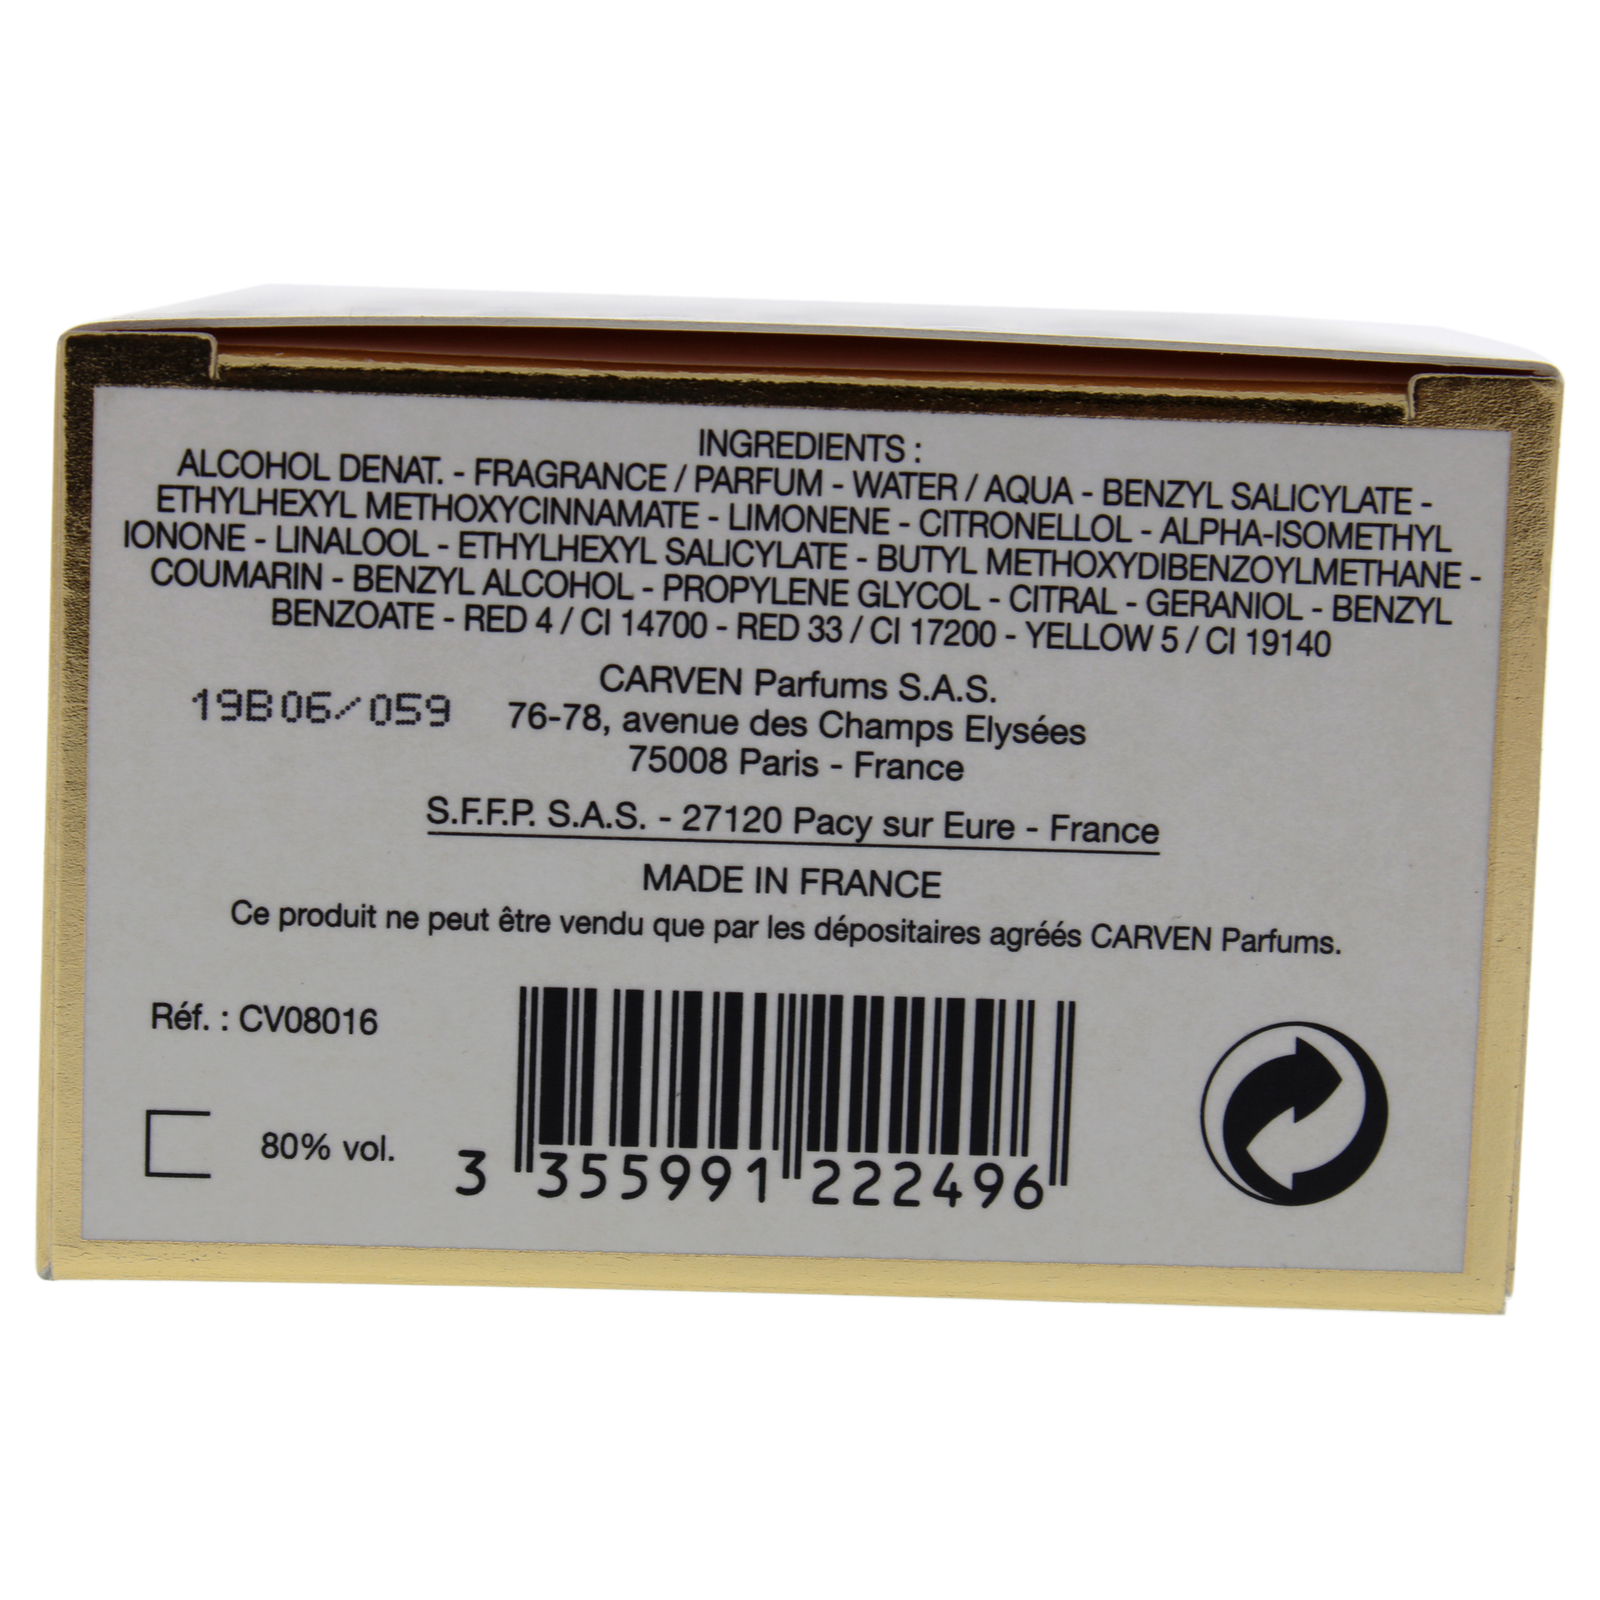 INGREDIENTS :
ALCOHOL DENAT. - FRAGRANCE / PARFUM - WATER / AQUA - BENZYL SALICYLATE -
ETHYLHEXYL METHOXYCINNAMATE - LIMONENE - CITRONELLOL - ALPHA-ISOMETHYL
IONONE - LINALOOL - ETHYLHEXYL SALICYLATE - BUTYL METHOXYDIBENZOYLMETHANE -
COUMARIN - BENZYL ALCOHOL - PROPYLENE GLYCOL - CITRAL - GERANIOL - BENZYL
BENZOATE - RED 4 / CI 14700 - RED 33 / CI 17200 - YELLOW 5 / CI 19140
CARVEN Parfums S.A.S.
19B06/059
76-78, avenue des Champs Elysées
75008 Paris - France
S.F.F.P. S.A.S. - 27120 Pacy sur Eure - France
MADE IN FRANCE
Ce produit ne peut être vendu que par les dépositaires agréés CARVEN Parfums.
Réf. : CV08016
80% vol.
3 355991 222496